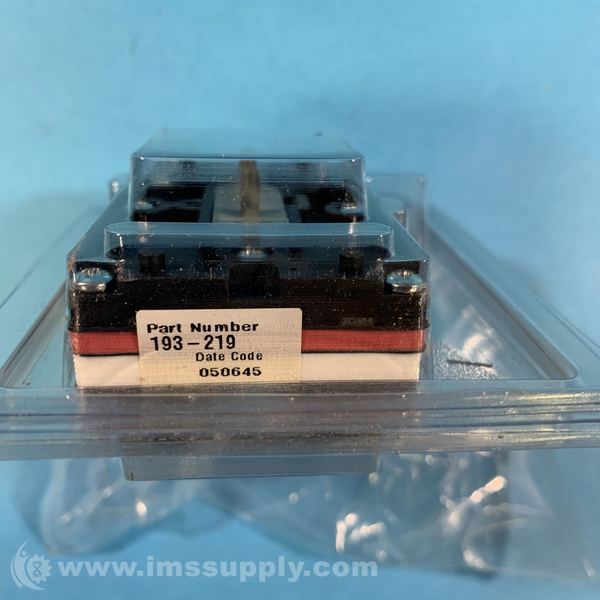 Part Number
193-219
Date Code
050645
www.imssupply.com